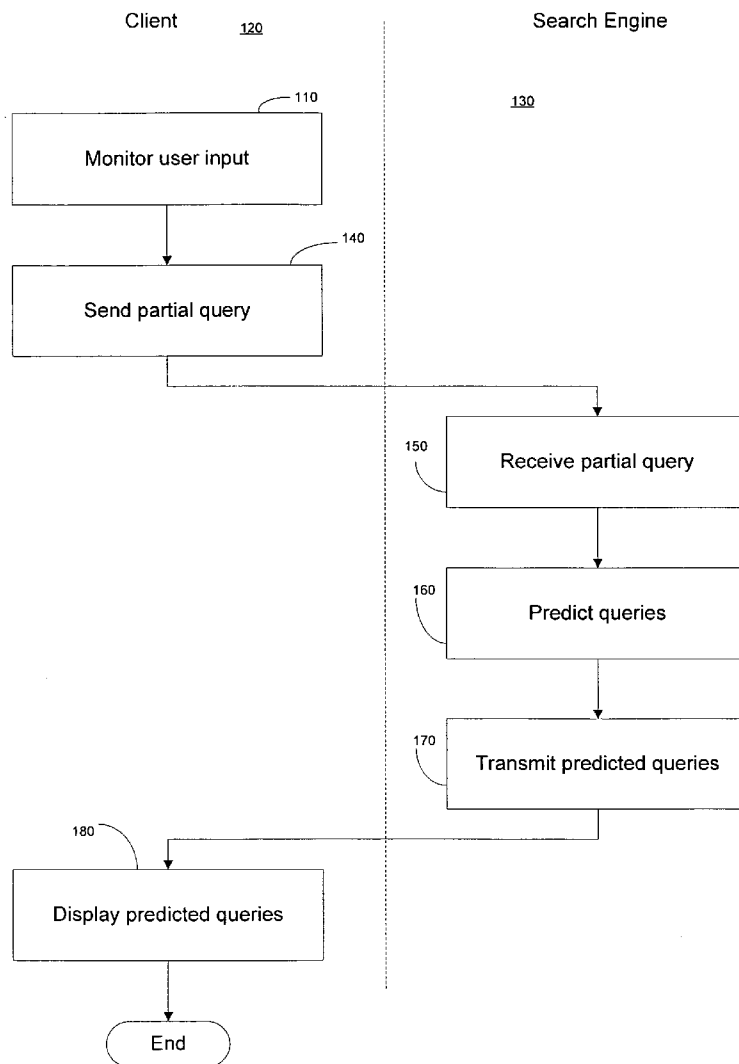 Client
120
Search Engine
130
110
Monitor user input
140
Send partial query
150
Receive partial query
160
Predict queries
170
Transmit predicted queries
180
Display predicted queries
End